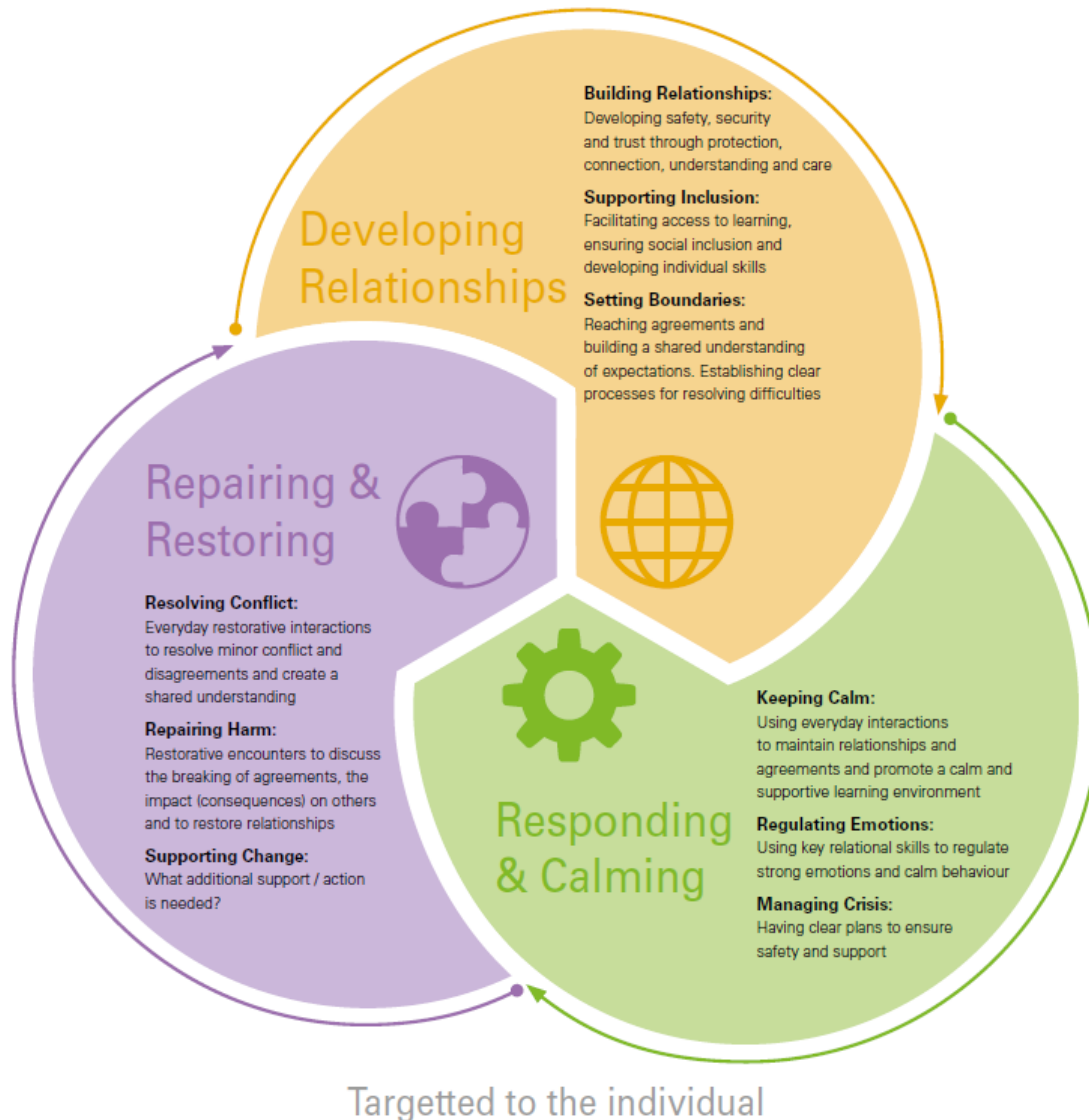 Developing
Relationships
Building Relationships:
Developing safety, security
and trust through protection,
connection, understanding and care
Supporting Inclusion:
Facilitating access to learning,
ensuring social inclusion and
developing individual skills
Setting Boundaries:
Reaching agreements and
building a shared understanding
of expectations. Establishing clear
processes for resolving difficulties
Responding
& Calming
Keeping Calm:
Using everyday interactions
to maintain relationships and
agreements and promote a calm and
supportive learning environment
Regulating Emotions:
Using key relational skills to regulate
strong emotions and calm behaviour
Managing Crisis:
Having clear plans to ensure
safety and support
Repairing &
Restoring
Resolving Conflict:
Everyday restorative interactions
to resolve minor conflict and
disagreements and create a
shared understanding
Repairing Harm:
Restorative encounters to discuss
the breaking of agreements, the
impact (consequences) on others
and to restore relationships
Supporting Change:
What additional support / action
is needed?
Targetted to the individual